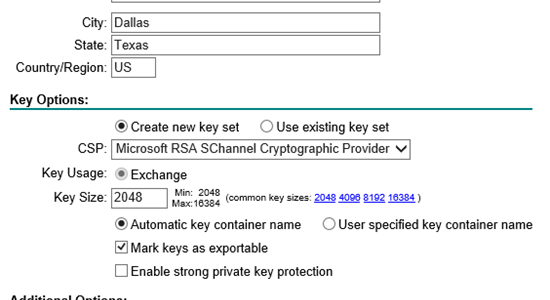 City: Dallas
State: Texas
Country/Region: US
Key Options:
Create new key set Use existing key set
CSP: Microsoft RSA SChannel Cryptographic Provider
Key Usage: Exchange
Key Size: 2048 Min: 2048 Max:16384 (common key sizes: 2048 4096 8192 16384 )
Automatic key container name User specified key container name
Mark keys as exportable
Enable strong private key protection
Additional Options: